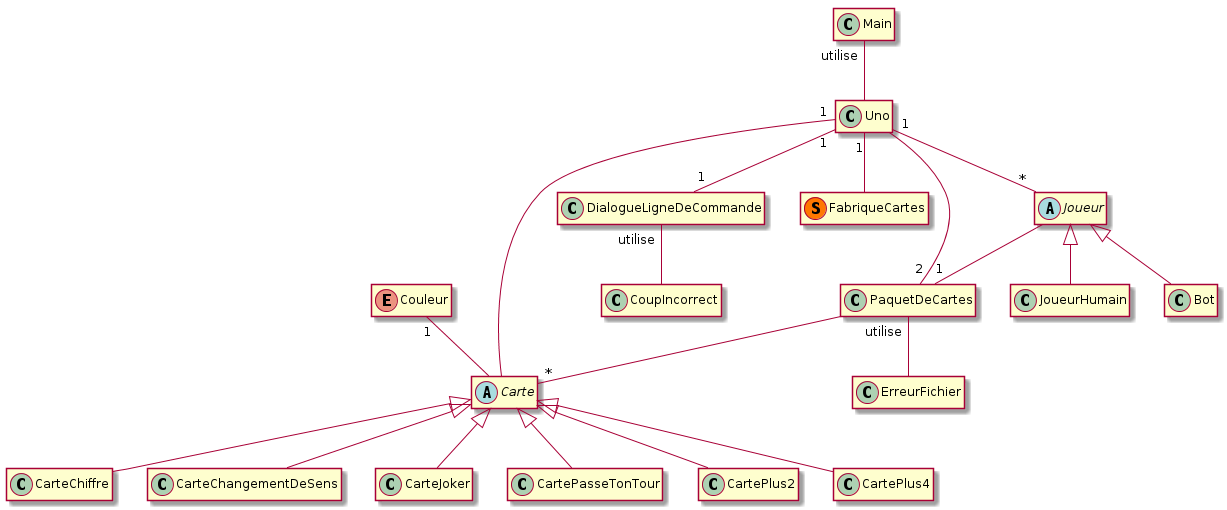 C Main
utilise
C Uno
1
1
1
1
1
*
C DialogueLigneDeCommande
S FabriqueCartes
A Joueur
utilise
2
1
E Couleur
C CoupIncorrect
C PaquetDeCartes
C JoueurHumain
C Bot
1
utilise
*
A Carte
C ErreurFichier
C CarteChiffre
C CarteChangementDeSens
C CarteJoker
C CartePasseTonTour
C CartePlus2
C CartePlus4